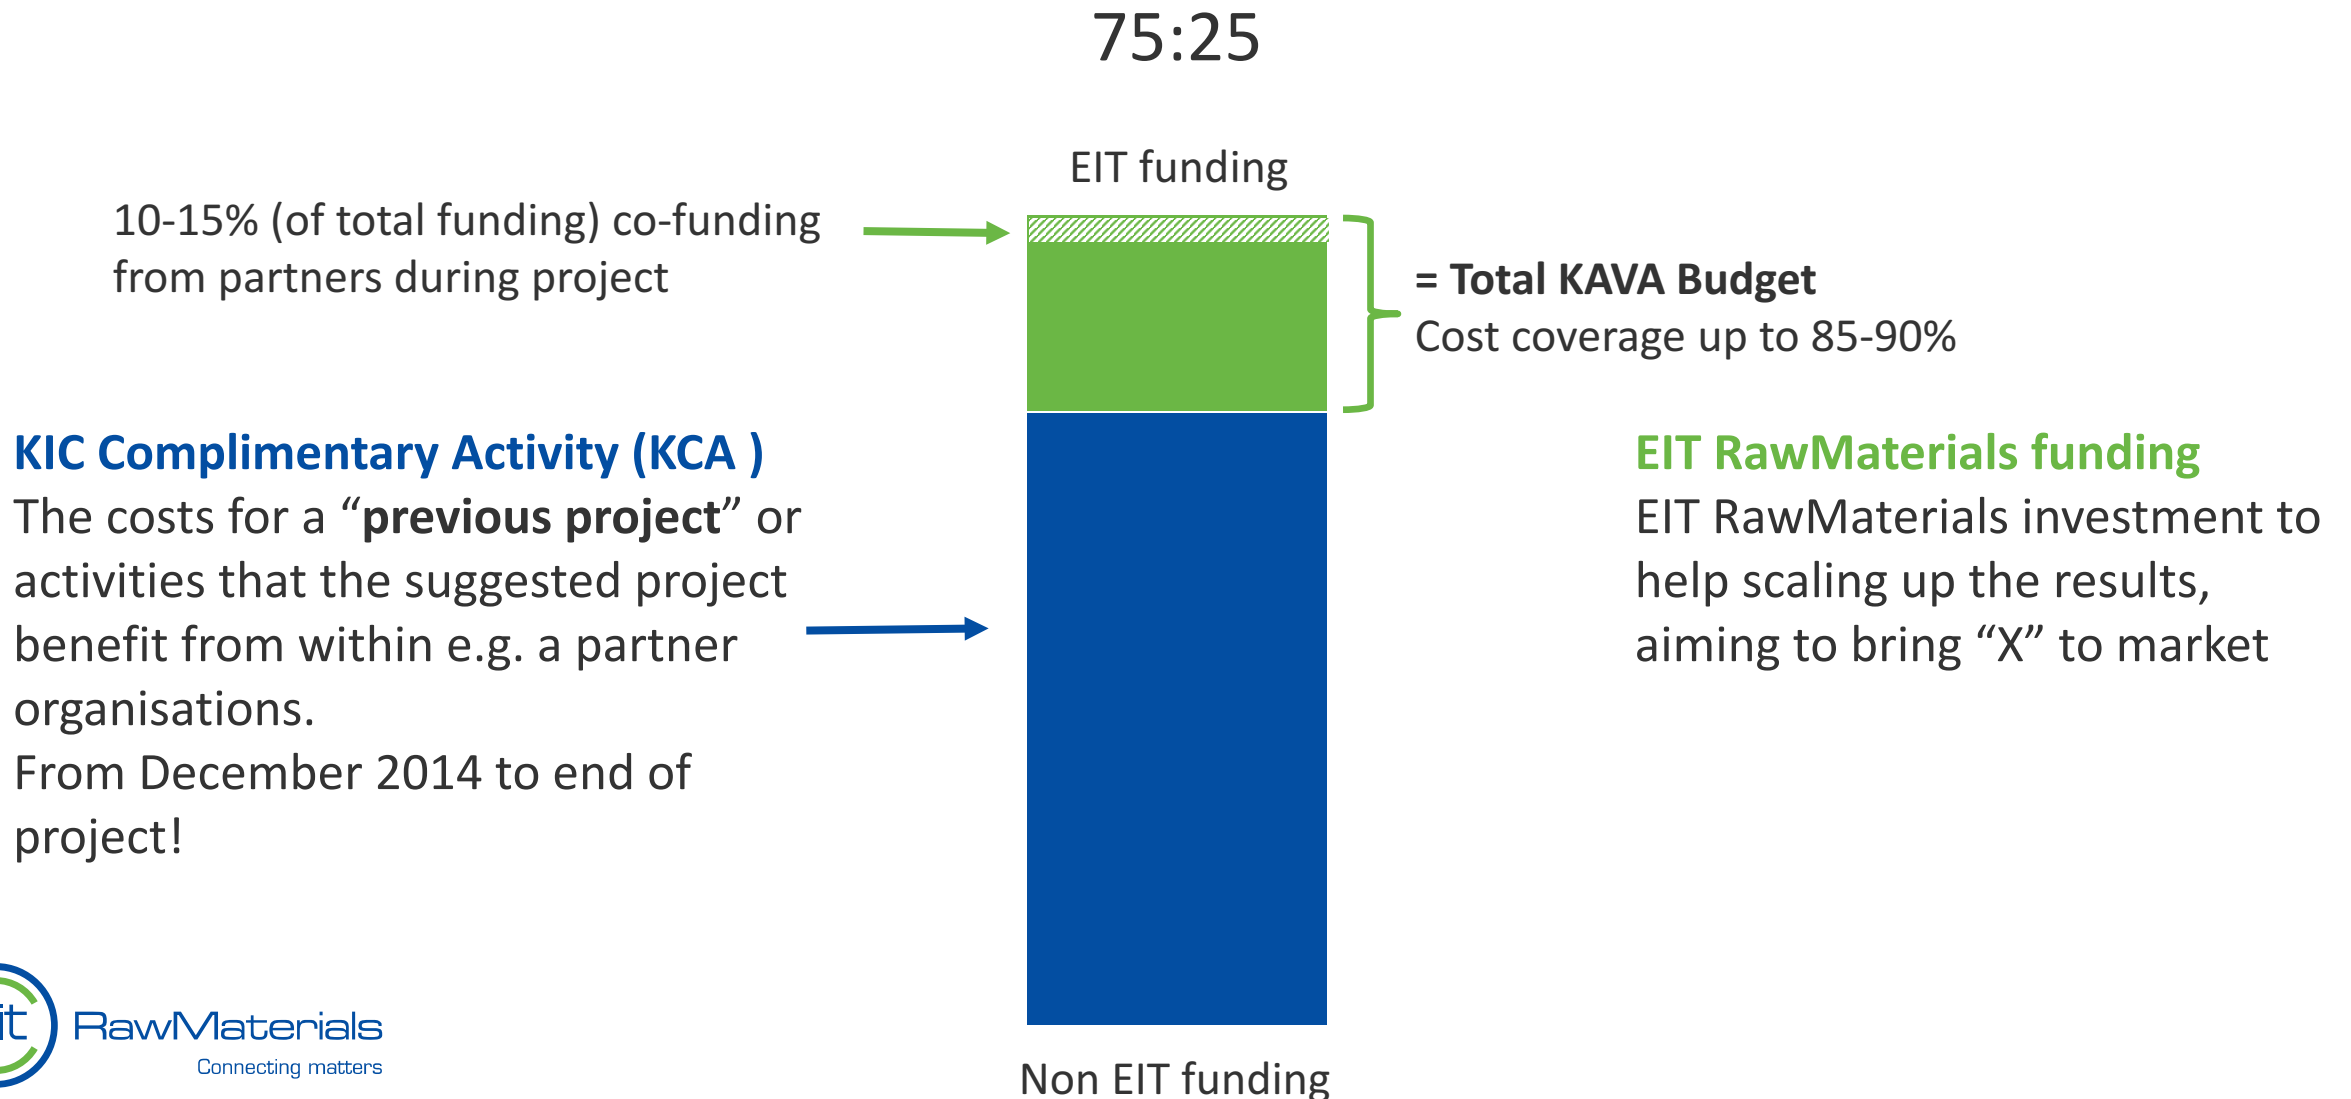 75:25
EIT funding
10-15% (of total funding) co-funding
from partners during project
= Total KAVA Budget
Cost coverage up to 85-90%
KIC Complimentary Activity (KCA )
The costs for a “previous project” or
activities that the suggested project
benefit from within e.g. a partner
organisations.
From December 2014 to end of
project!
EIT RawMaterials funding
EIT RawMaterials investment to
help scaling up the results,
aiming to bring “X” to market
it
RawMaterials
Connecting matters
Non EIT funding